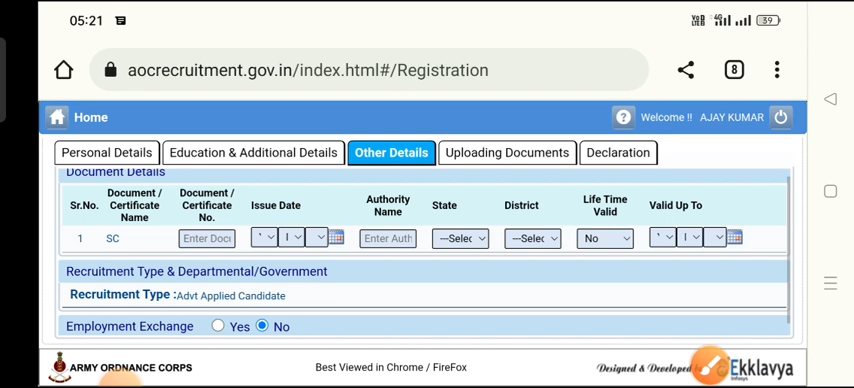 05:21
VoD LTE1 4G 39
aocrecruitment.gov.in/index.html#/Registration 8
Home ? Welcome !! AJAY KUMAR
Personal Details Education & Additional Details Other Details Uploading Documents Declaration
Document Details
Sr.No. Document / Certificate Name Document / Certificate No. Issue Date Authority Name State District Life Time Valid Valid Up To
1 SC Enter Docu Enter Auth ---Selec ---Selec No
Recruitment Type & Departmental/Government
Recruitment Type :Advt Applied Candidate
Employment Exchange Yes No
ARMY ORDNANCE CORPS Best Viewed in Chrome / FireFox Designed & Developed Ekklavya